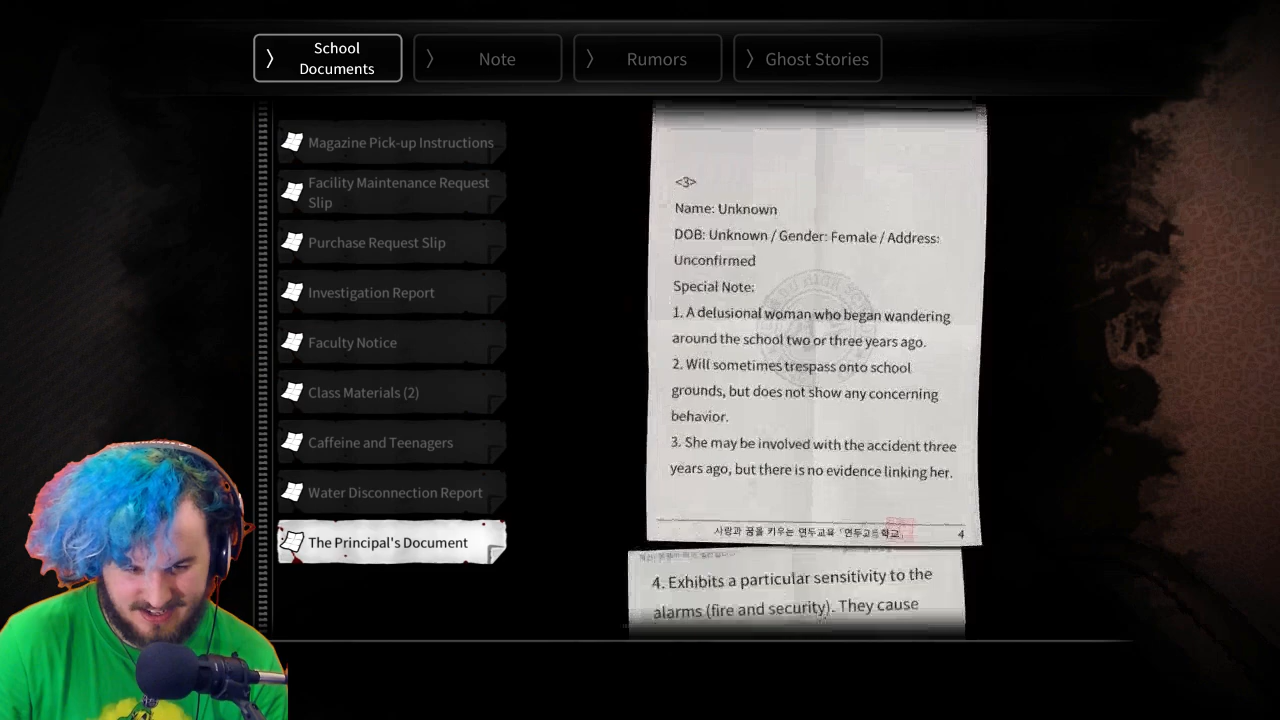 School
Documents
Note
Rumors
Ghost Stories
Magazine Pick-up Instructions
Facility Maintenance Request
Slip
Purchase Request Slip
Investigation Report
Faculty Notice
Class Materials (2)
Caffeine and Teenagers
Water Disconnection Report
The Principal's Document
<3>
Name: Unknown
DOB: Unknown / Gender: Female / Address:
Unconfirmed
Special Note:
1. A delusional woman who began wandering
around the school two or three years ago.
2. Will sometimes trespass onto school
grounds, but does not show any concerning
behavior.
3. She may be involved with the accident three
years ago, but there is no evidence linking her.
사랑과 꿈을 키우는 연두교육 「연두고등학교」
4
4. Exhibits a particular sensitivity to the
alarms (fire and security). They cause